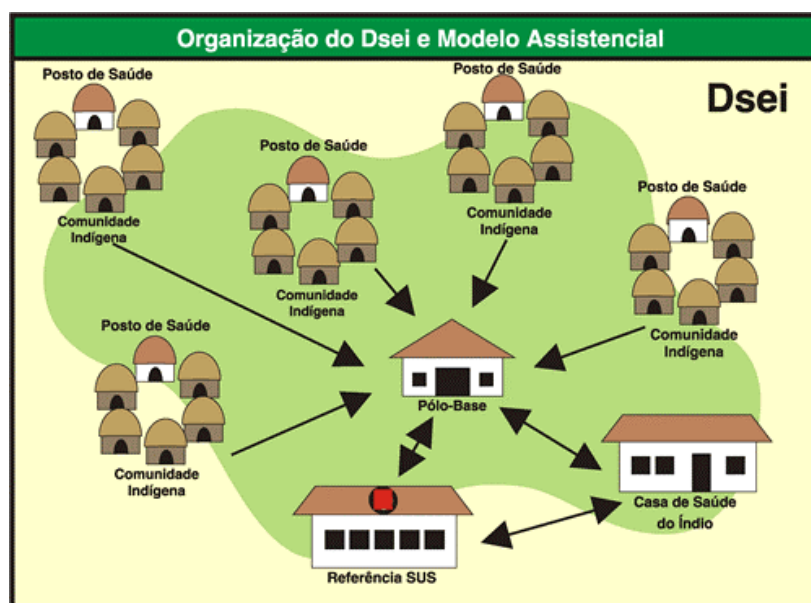 Organização do Dsei e Modelo Assistencial
Dsei
Posto de Saúde
Comunidade
Indígena
Posto de Saúde
Comunidade
Indígena
Posto de Saúde
Comunidade
Indígena
Posto de Saúde
Comunidade
Indígena
Posto de Saúde
Comunidade
Indígena
Pólo-Base
Casa de Saúde
do Índio
Referência SUS